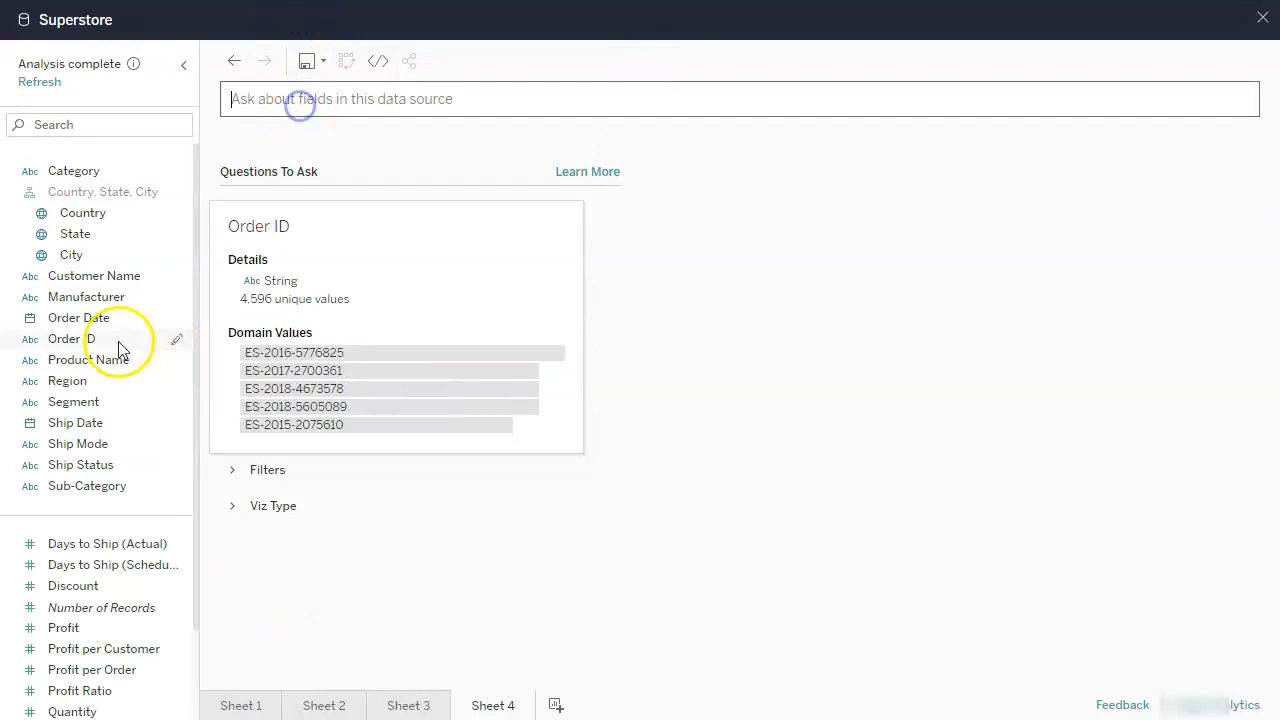 Superstore
Analysis complete
Refresh
Search
Category
Country, State, City
Country
State
City
Customer Name
Manufacturer
Order Date
Order ID
Product Name
Region
Segment
Ship Date
Ship Mode
Ship Status
Sub-Category
Days to Ship (Actual)
Days to Ship (Schedu...
Discount
Number of Records
Profit
Profit per Customer
Profit per Order
Profit Ratio
Quantity
Ask about fields in this data source
Questions To Ask
Learn More
Order ID
Details
Abc String
4,596 unique values
Domain Values
ES-2016-5776825
ES-2017-2700361
ES-2018-4673578
ES-2018-5605089
ES-2015-2075610
Filters
Viz Type
Sheet 1
Sheet 2
Sheet 3
Sheet 4
Feedback